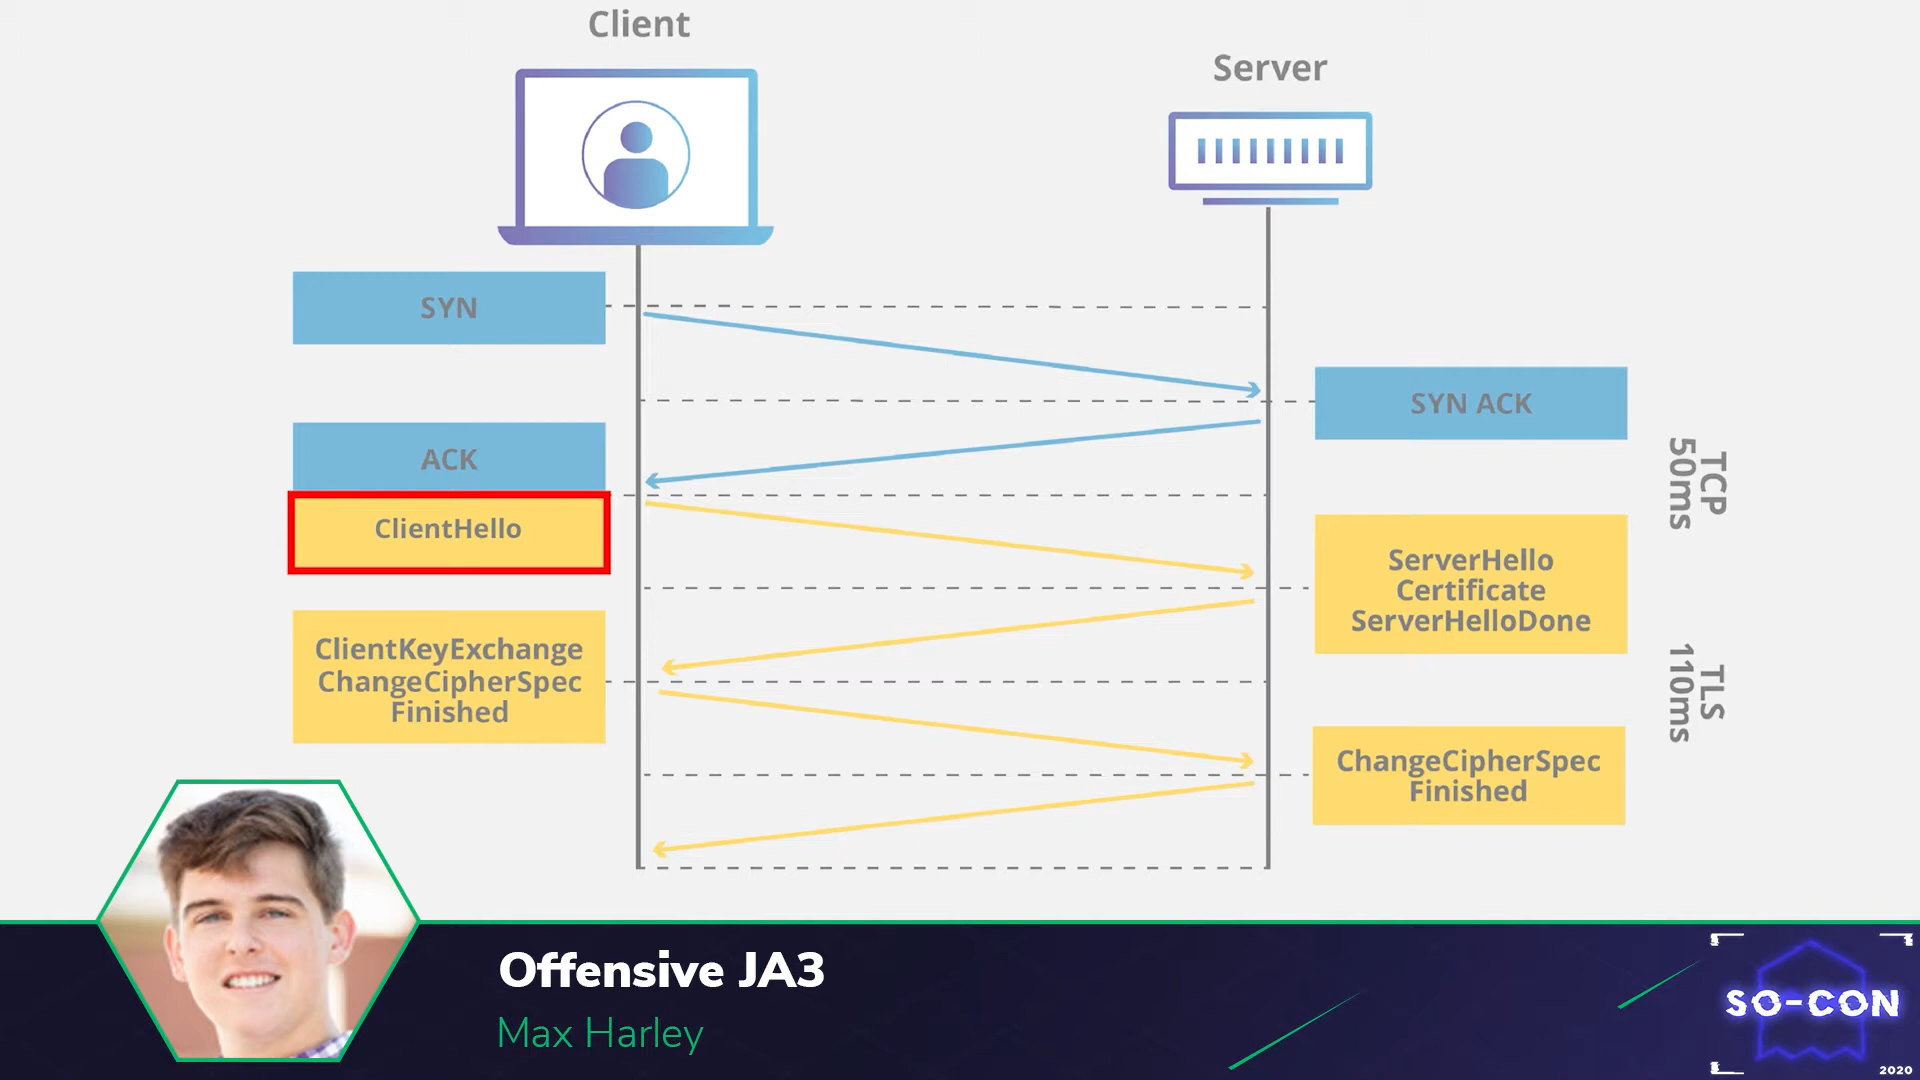 Client
Server
SYN
SYN ACK
ACK
TCP
50ms
ClientHello
ServerHello
Certificate
ServerHelloDone
ClientKeyExchange
ChangeCipherSpec
Finished
TLS
110ms
ChangeCipherSpec
Finished
Offensive JA3
Max Harley
SO-CON
2020